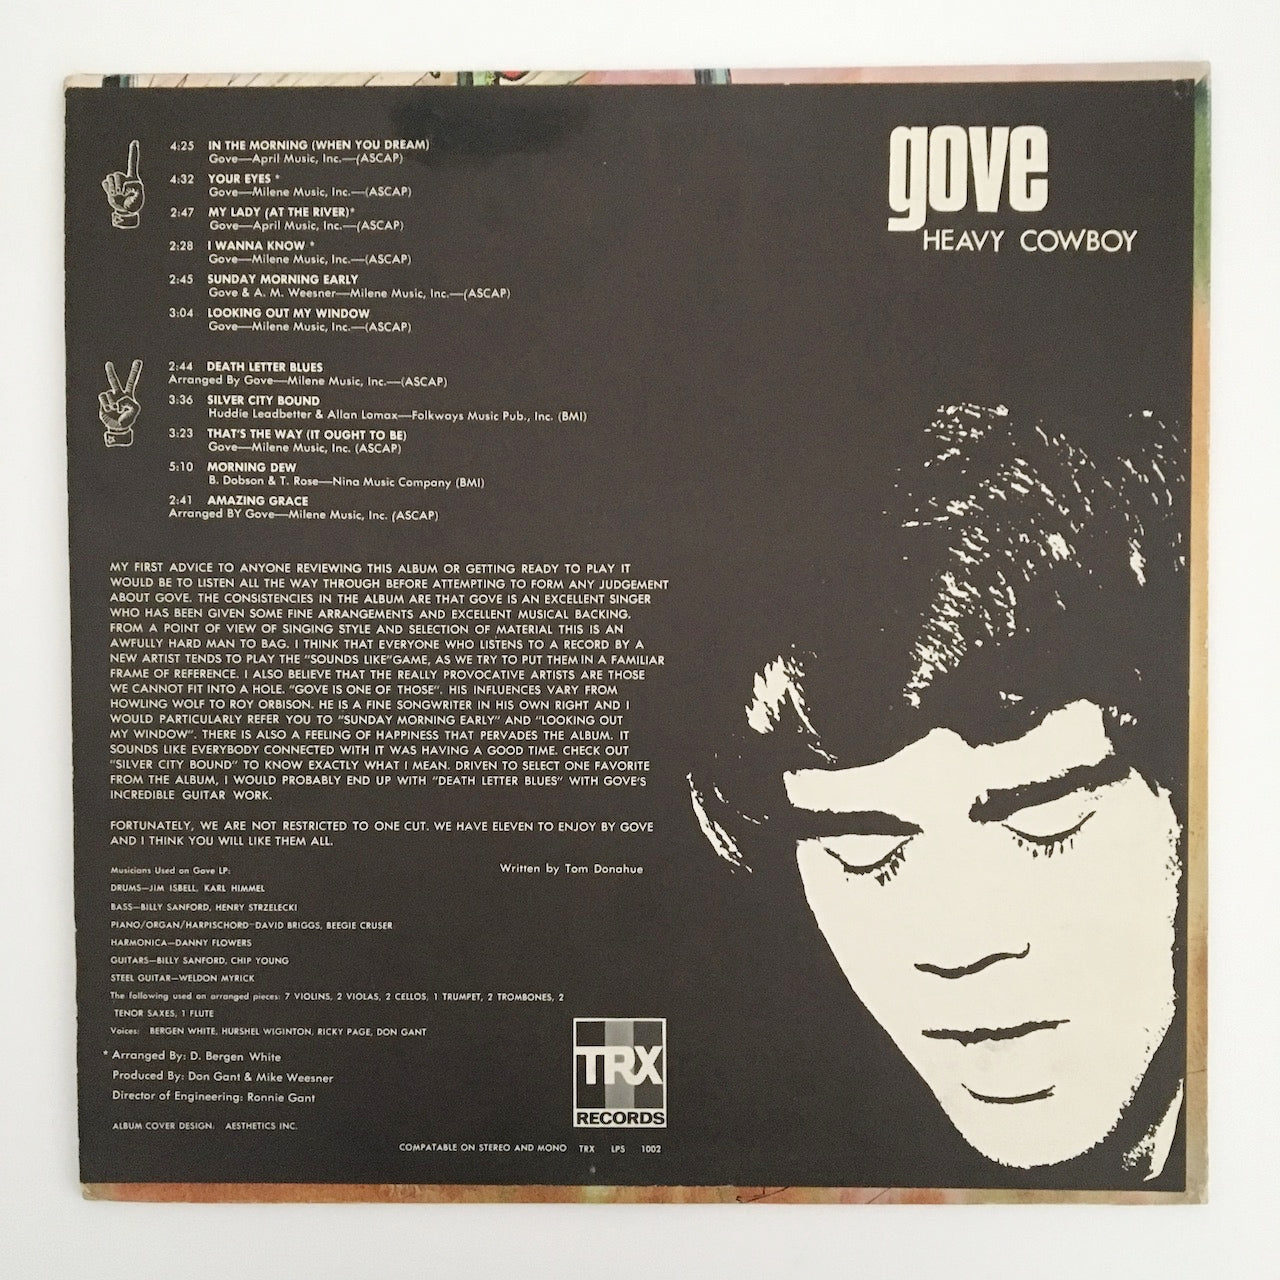 gove
HEAVY COWBOY
4:25 IN THE MORNING (WHEN YOU DREAM)
Gove—April Music, Inc.—(ASCAP)
4:32 YOUR EYES *
Gove—Milene Music, Inc.—(ASCAP)
2:47 MY LADY (AT THE RIVER)*
Gove—April Music, Inc.—(ASCAP)
2:28 I WANNA KNOW *
Gove—Milene Music, Inc.—(ASCAP)
2:45 SUNDAY MORNING EARLY
Gove & A. M. Weesner—Milene Music, Inc.—(ASCAP)
3:04 LOOKING OUT MY WINDOW
Gove—Milene Music, Inc.—(ASCAP)
2:44 DEATH LETTER BLUES
Arranged By Gove—Milene Music, Inc.—(ASCAP)
3:36 SILVER CITY BOUND
Huddie Leadbetter & Allan Lomax—Folkways Music Pub., Inc. (BMI)
3:23 THAT'S THE WAY (IT OUGHT TO BE)
Gove—Milene Music, Inc. (ASCAP)
5:10 MORNING DEW
B. Dobson & T. Rose—Nina Music Company (BMI)
2:41 AMAZING GRACE
Arranged BY Gove—Milene Music, Inc. (ASCAP)
MY FIRST ADVICE TO ANYONE REVIEWING THIS ALBUM OR GETTING READY TO PLAY IT
WOULD BE TO LISTEN ALL THE WAY THROUGH BEFORE ATTEMPTING TO FORM ANY JUDGEMENT
ABOUT GOVE. THE CONSISTENCIES IN THE ALBUM ARE THAT GOVE IS AN EXCELLENT SINGER
WHO HAS BEEN GIVEN SOME FINE ARRANGEMENTS AND EXCELLENT MUSICAL BACKING.
FROM A POINT OF VIEW OF SINGING STYLE AND SELECTION OF MATERIAL THIS IS AN
AWFULLY HARD MAN TO BAG. I THINK THAT EVERYONE WHO LISTENS TO A RECORD BY A
NEW ARTIST TENDS TO PLAY THE "SOUNDS LIKE"GAME, AS WE TRY TO PUT THEM IN A FAMILIAR
FRAME OF REFERENCE. I ALSO BELIEVE THAT THE REALLY PROVOCATIVE ARTISTS ARE THOSE
WE CANNOT FIT INTO A HOLE. "GOVE IS ONE OF THOSE". HIS INFLUENCES VARY FROM
HOWLING WOLF TO ROY ORBISON. HE IS A FINE SONGWRITER IN HIS OWN RIGHT AND I
WOULD PARTICULARLY REFER YOU TO "SUNDAY MORNING EARLY" AND "LOOKING OUT
MY WINDOW". THERE IS ALSO A FEELING OF HAPPINESS THAT PERVADES THE ALBUM. IT
SOUNDS LIKE EVERYBODY CONNECTED WITH IT WAS HAVING A GOOD TIME. CHECK OUT
"SILVER CITY BOUND" TO KNOW EXACTLY WHAT I MEAN. DRIVEN TO SELECT ONE FAVORITE
FROM THE ALBUM, I WOULD PROBABLY END UP WITH "DEATH LETTER BLUES" WITH GOVE'S
INCREDIBLE GUITAR WORK.
FORTUNATELY, WE ARE NOT RESTRICTED TO ONE CUT. WE HAVE ELEVEN TO ENJOY BY GOVE
AND I THINK YOU WILL LIKE THEM ALL.
Written by Tom Donahue
Musicians Used on Gove LP:
DRUMS—JIM ISBELL, KARL HIMMEL
BASS—BILLY SANFORD, HENRY STRZELECKI
PIANO/ORGAN/HARPISCHORD—DAVID BRIGGS, BEEGIE CRUSER
HARMONICA—DANNY FLOWERS
GUITARS—BILLY SANFORD, CHIP YOUNG
STEEL GUITAR—WELDON MYRICK
The following used on arranged pieces: 7 VIOLINS, 2 VIOLAS, 2 CELLOS, 1 TRUMPET, 2 TROMBONES, 2
TENOR SAXES, 1 FLUTE
Voices: BERGEN WHITE, HURSHEL WIGINTON, RICKY PAGE, DON GANT
* Arranged By: D. Bergen White
Produced By: Don Gant & Mike Weesner
Director of Engineering: Ronnie Gant
ALBUM COVER DESIGN: AESTHETICS INC.
TRX
RECORDS
COMPATABLE ON STEREO AND MONO TRX LPS 1002